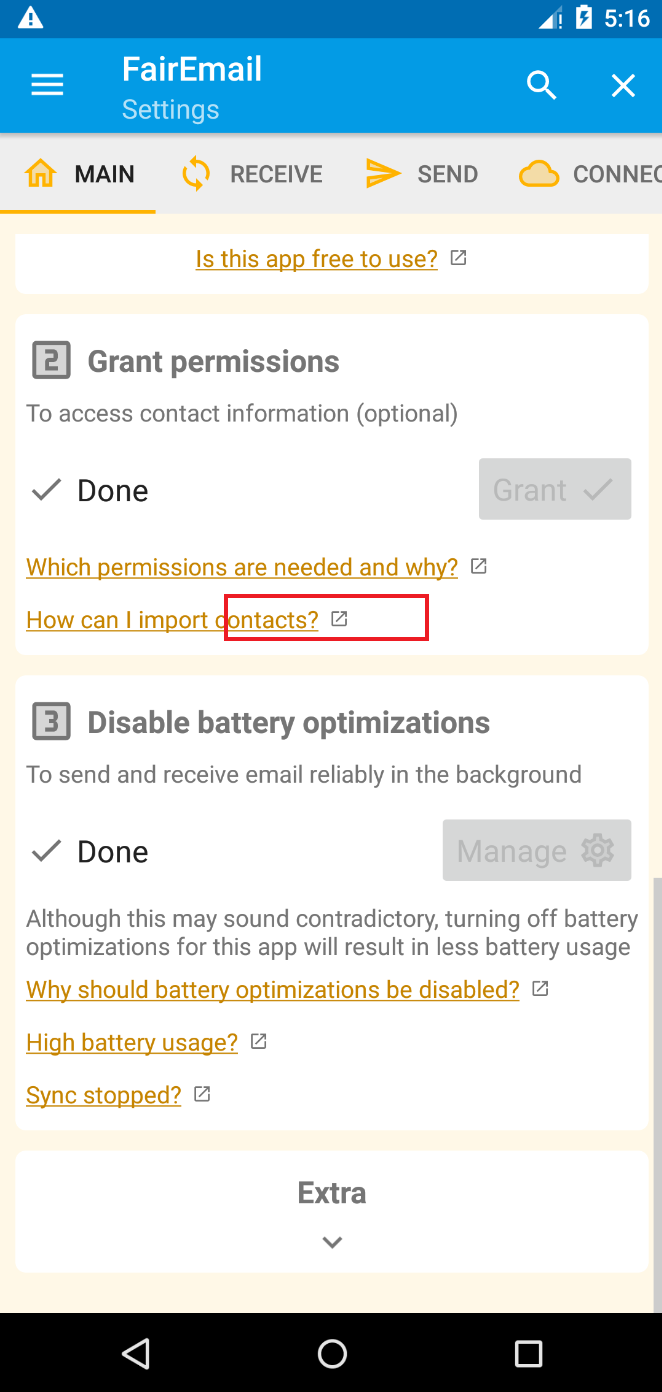 5:16
FairEmail
Settings
MAIN RECEIVE SEND CONNEC
Is this app free to use?
2 Grant permissions
To access contact information (optional)
Done Grant
Which permissions are needed and why?
How can I import contacts?
3 Disable battery optimizations
To send and receive email reliably in the background
Done Manage
Although this may sound contradictory, turning off battery
optimizations for this app will result in less battery usage
Why should battery optimizations be disabled?
High battery usage?
Sync stopped?
Extra